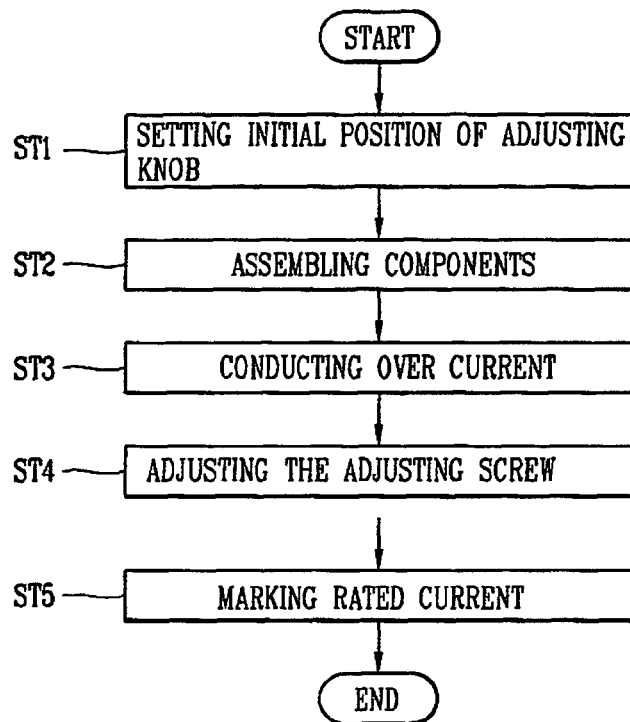 START
ST1 SETTING INITIAL POSITION OF ADJUSTING
KNOB
ST2 ASSEMBLING COMPONENTS
ST3 CONDUCTING OVER CURRENT
ST4 ADJUSTING THE ADJUSTING SCREW
ST5 MARKING RATED CURRENT
END